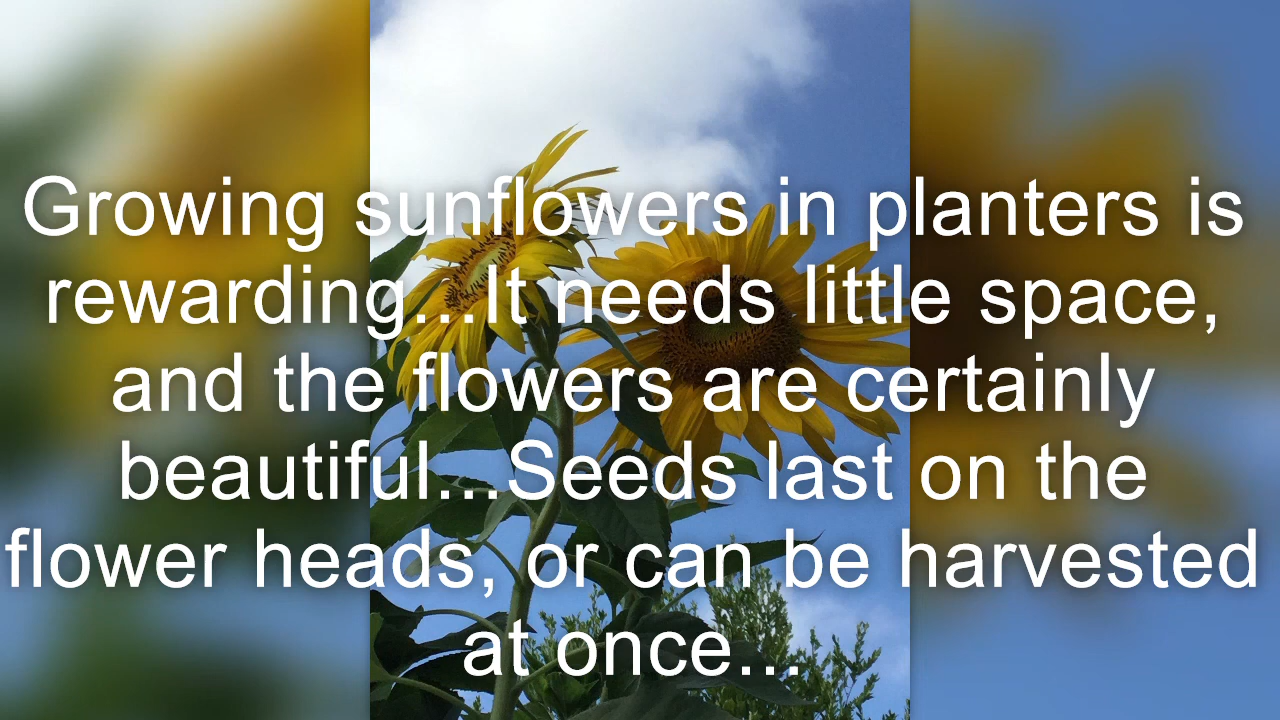 Growing sunflowers in planters is
rewarding...It needs little space,
and the flowers are certainly
beautiful...Seeds last on the
flower heads, or can be harvested
at once...